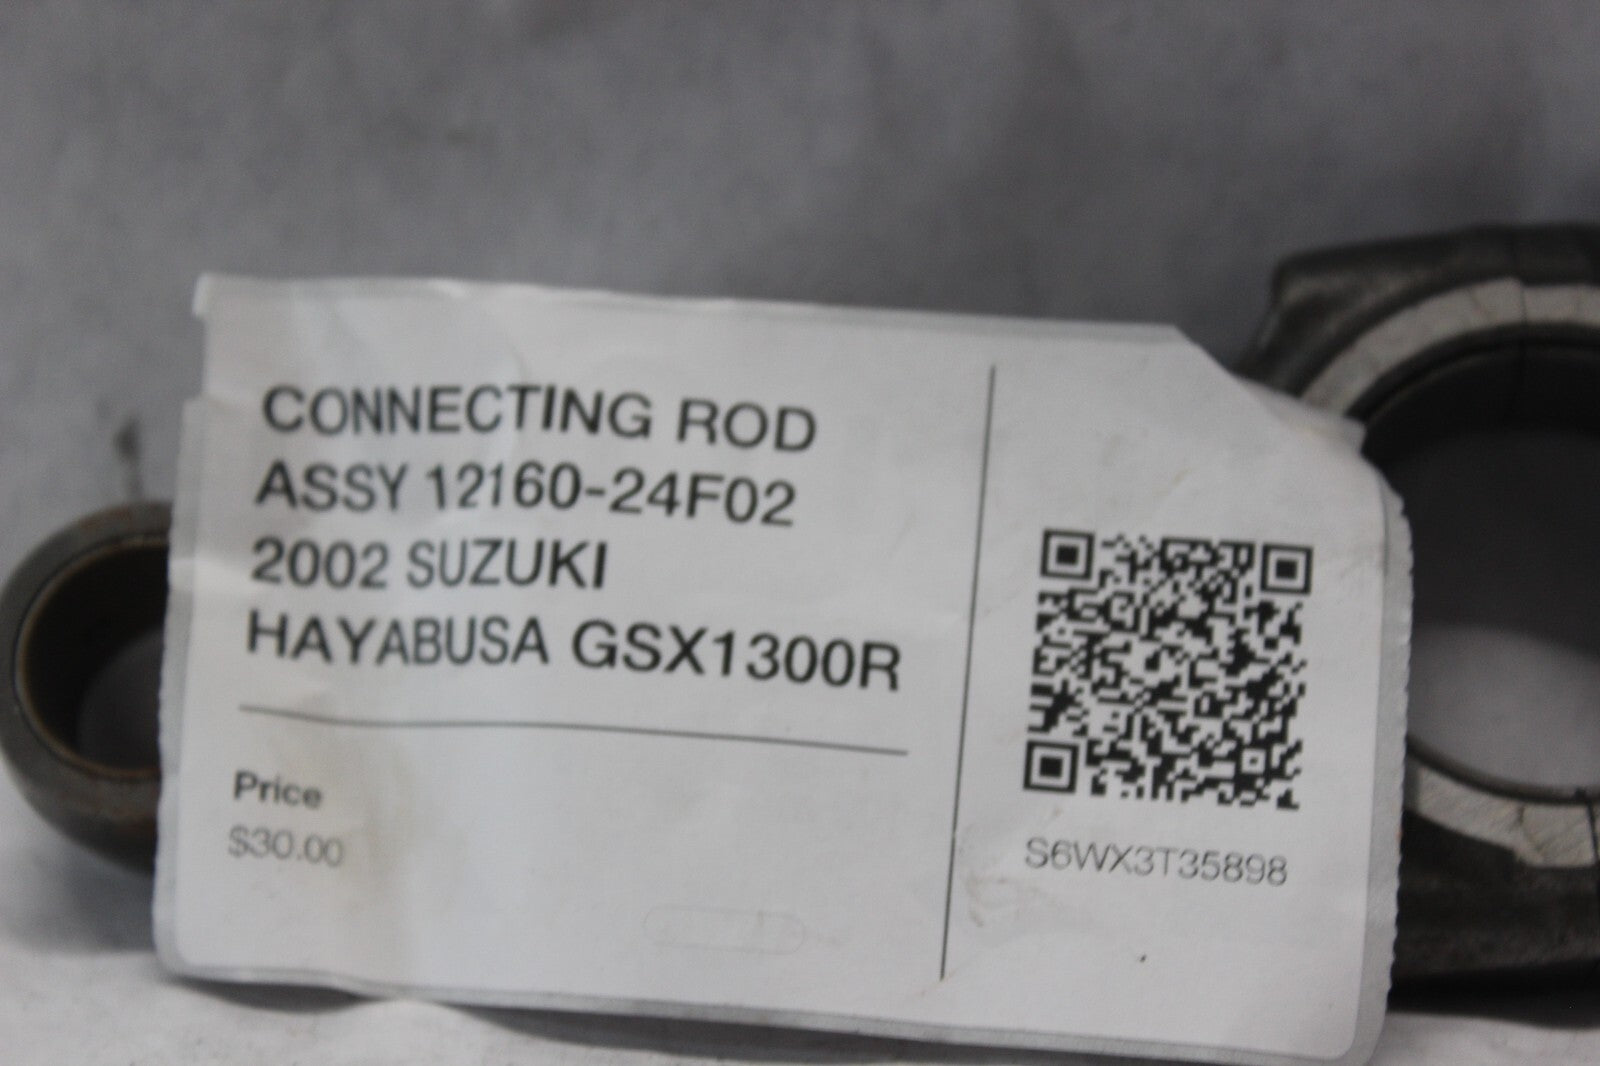 CONNECTING ROD
ASSY 12160-24F02
2002 SUZUKI
HAYABUSA GSX1300R
Price
$30.00
S6WX3T35898